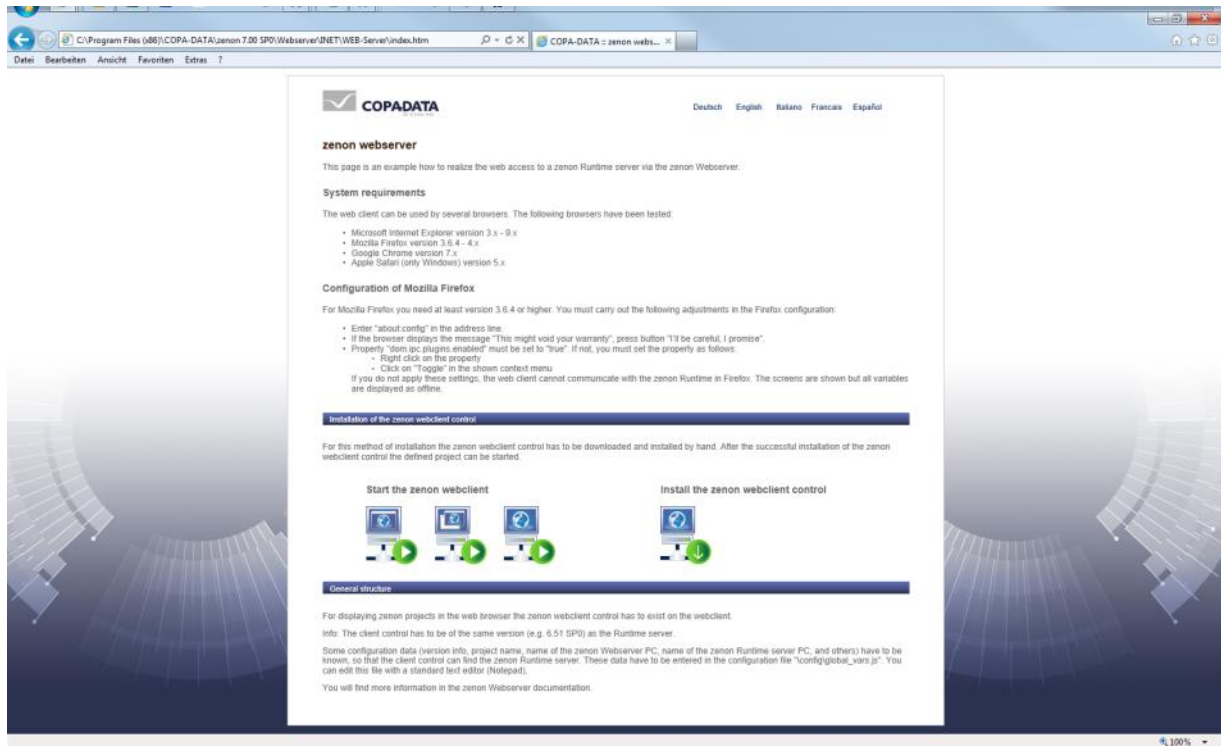 C:\Program Files (x86)\COPA-DATA\zenon 7.00 SP0\Webserver\INET\WEB-Server\index.htm
COPA-DATA :: zenon webs...
Datei Bearbeiten Ansicht Favoriten Extras ?
COPADATA
Deutsch English Italiano Francais Español
zenon webserver
This page is an example how to realize the web access to a zenon Runtime server via the zenon Webserver.
System requirements
The web client can be used by several browsers. The following browsers have been tested:
• Microsoft Internet Explorer version 3.x - 9.x
• Mozilla Firefox version 3.6.4 - 4.x
• Google Chrome version 7.x
• Apple Safari (only Windows) version 5.x
Configuration of Mozilla Firefox
For Mozilla Firefox you need at least version 3.6.4 or higher. You must carry out the following adjustments in the Firefox configuration:
• Enter "about:config" in the address line
• If the browser displays the message "This might void your warranty", press button "I'll be careful, I promise".
• Property "dom.ipc.plugins.enabled" must be set to "true". If not, you must set the property as follows:
• Right click on the property
• Click on "Toggle" in the shown context menu
If you do not apply these settings, the web client cannot communicate with the zenon Runtime in Firefox. The screens are shown but all variables
are displayed as offline.
Installation of the zenon webclient control
For this method of installation the zenon webclient control has to be downloaded and installed by hand. After the successful installation of the zenon
webclient control the defined project can be started.
Start the zenon webclient
Install the zenon webclient control
General structure
For displaying zenon projects in the web browser the zenon webclient control has to exist on the webclient.
Info: The client control has to be of the same version (e.g. 6.51 SP0) as the Runtime server.
Some configuration data (version info, project name, name of the zenon Webserver PC, name of the zenon Runtime server PC, and others) have to be
known, so that the client control can find the zenon Runtime server. These data have to be entered in the configuration file "\config\global_vars.js". You
can edit this file with a standard text editor (Notepad).
You will find more information in the zenon Webserver documentation.
100%